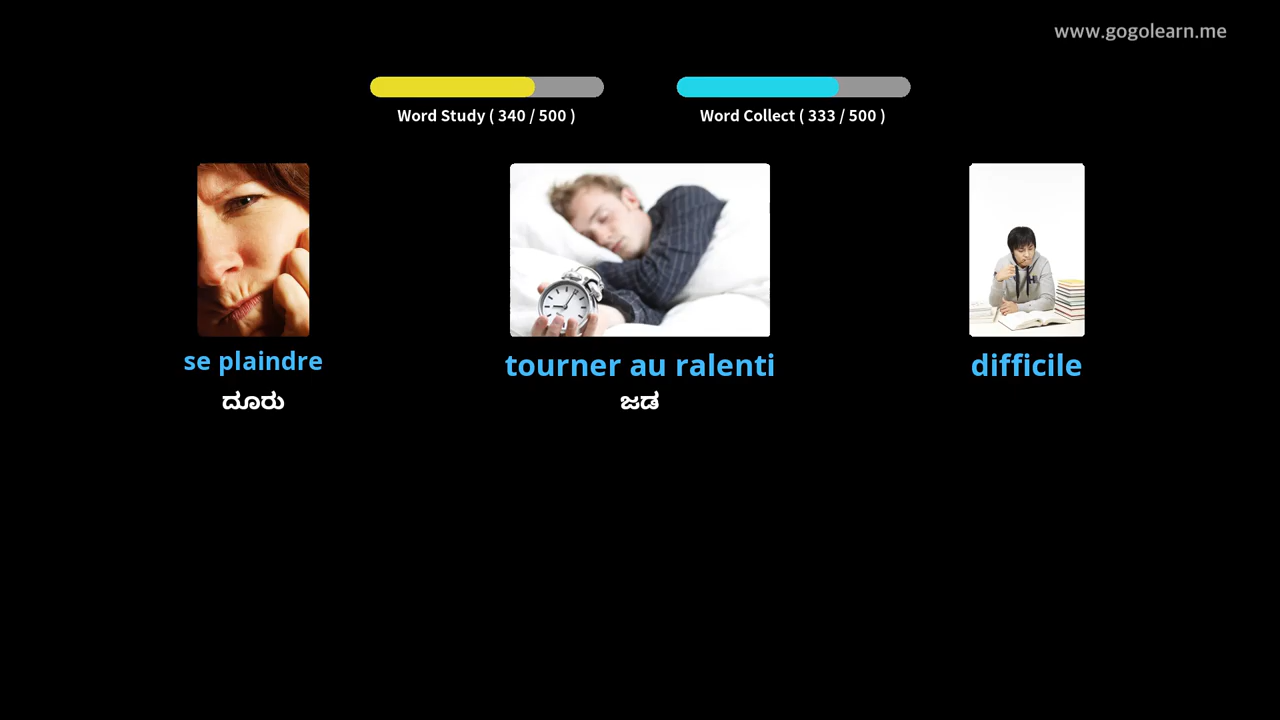 www.gogolearn.me
Word Study ( 340 / 500 )
Word Collect ( 333 / 500 )
se plaindre
tourner au ralenti
difficile
ದೂರು
ಜಡ